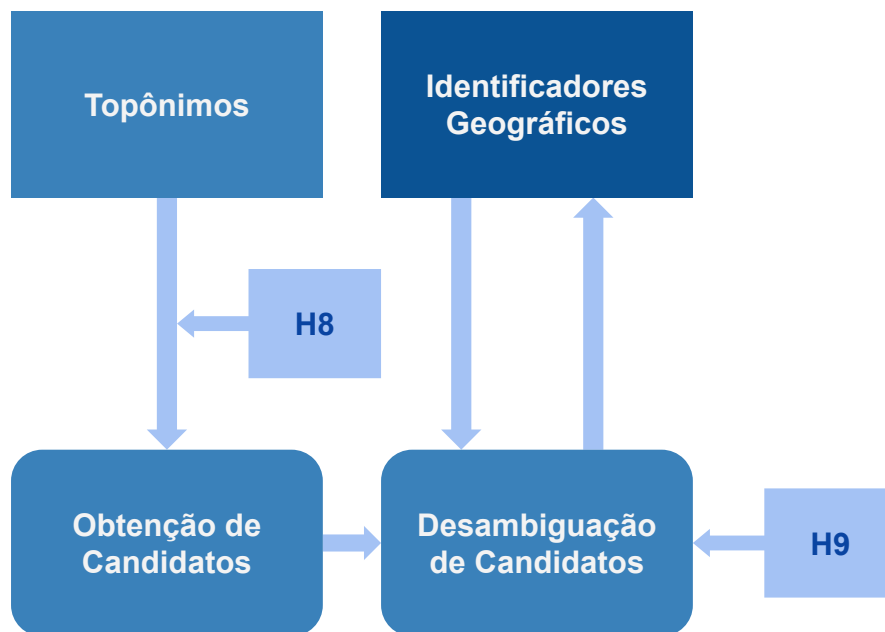 Topônimos
Identificadores
Geográficos
H8
Obtenção de
Candidatos
Desambiguação
de Candidatos
H9